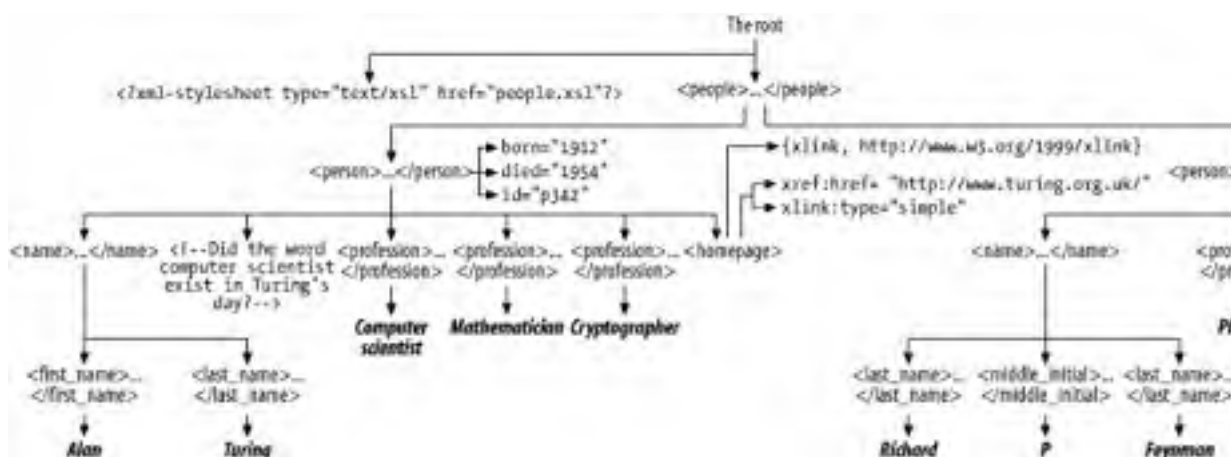 The root
<?xml-stylesheet type="text/xsl" href="people.xsl"?>
<people>...</people>
<person>...</person>
born="1912"
died="1954"
id="p342"
{xlink, http://www.w3.org/1999/xlink}
xref:href= "http://www.turing.org.uk/"
xlink:type="simple"
<person>
<name>...</name>
<!--Did the word
computer scientist
exist in Turing's
day?-->
<profession>...
</profession>
<profession>...
</profession>
<profession>...
</profession>
<homepage>
<name>...</name>
Computer
scientist
Mathematician
Cryptographer
<first_name>...
</first_name>
<last_name>...
</last_name>
<last_name>...
</last_name>
<middle_initial>...
</middle_initial>
<last_name>...
</last_name>
Alan
Turing
Richard
P
Feynman